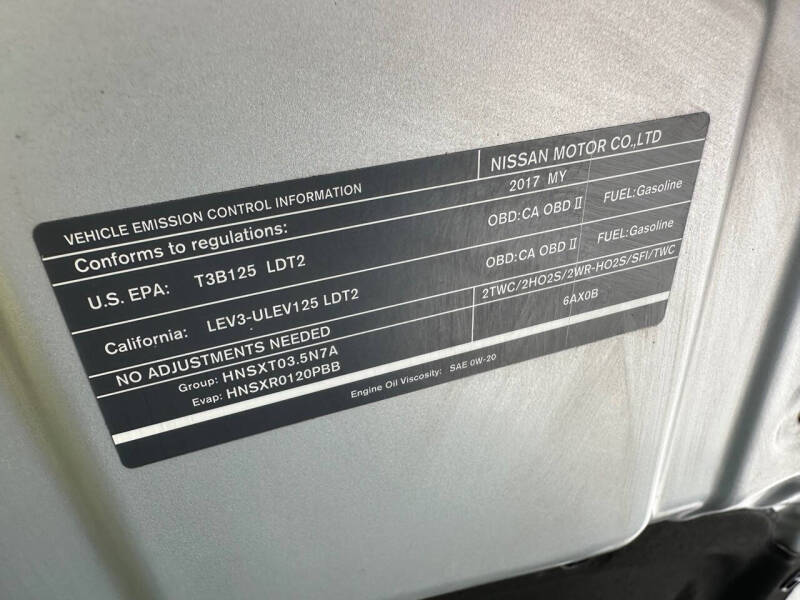 VEHICLE EMISSION CONTROL INFORMATION NISSAN MOTOR CO.,LTD
Conforms to regulations: 2017 MY
U.S. EPA: T3B125 LDT2 OBD:CA OBD II FUEL:Gasoline
California: LEV3-ULEV125 LDT2 OBD:CA OBD II FUEL:Gasoline
NO ADJUSTMENTS NEEDED 2TWC/2HO2S/2WR-HO2S/SFI/TWC
Group: HNSXT03.5N7A 6AX0B
Evap: HNSXR0120PBB Engine Oil Viscosity: SAE 0W-20